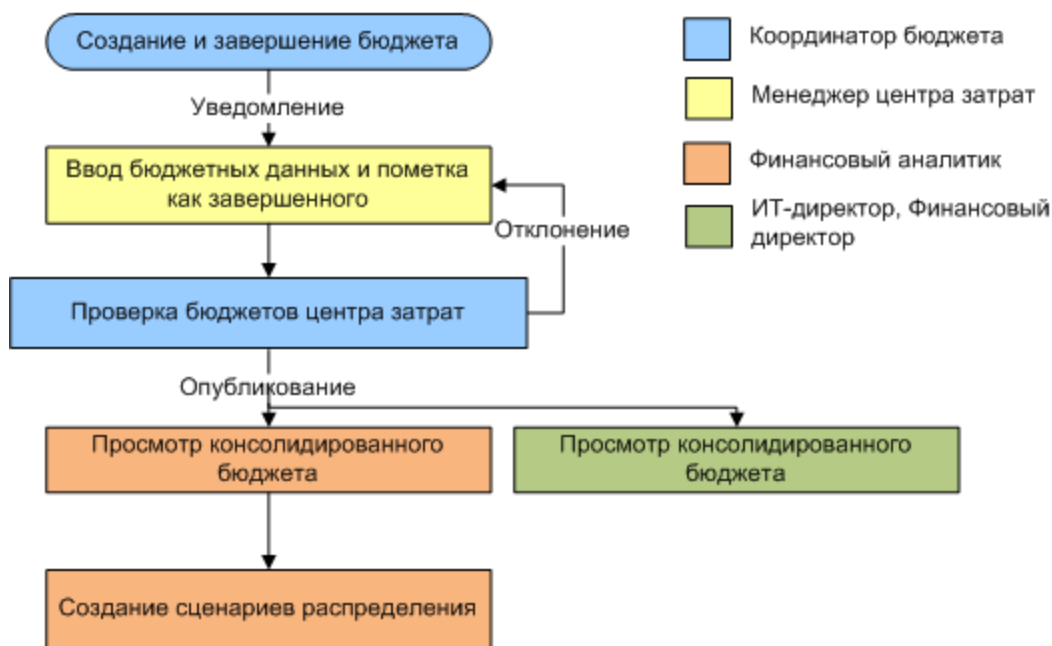 Создание и завершение бюджета
Уведомление
Ввод бюджетных данных и пометка
как завершенного
Отклонение
Проверка бюджетов центра затрат
Опубликование
Просмотр консолидированного
бюджета
Просмотр консолидированного
бюджета
Создание сценариев распределения
Координатор бюджета
Менеджер центра затрат
Финансовый аналитик
ИТ-директор, Финансовый
директор